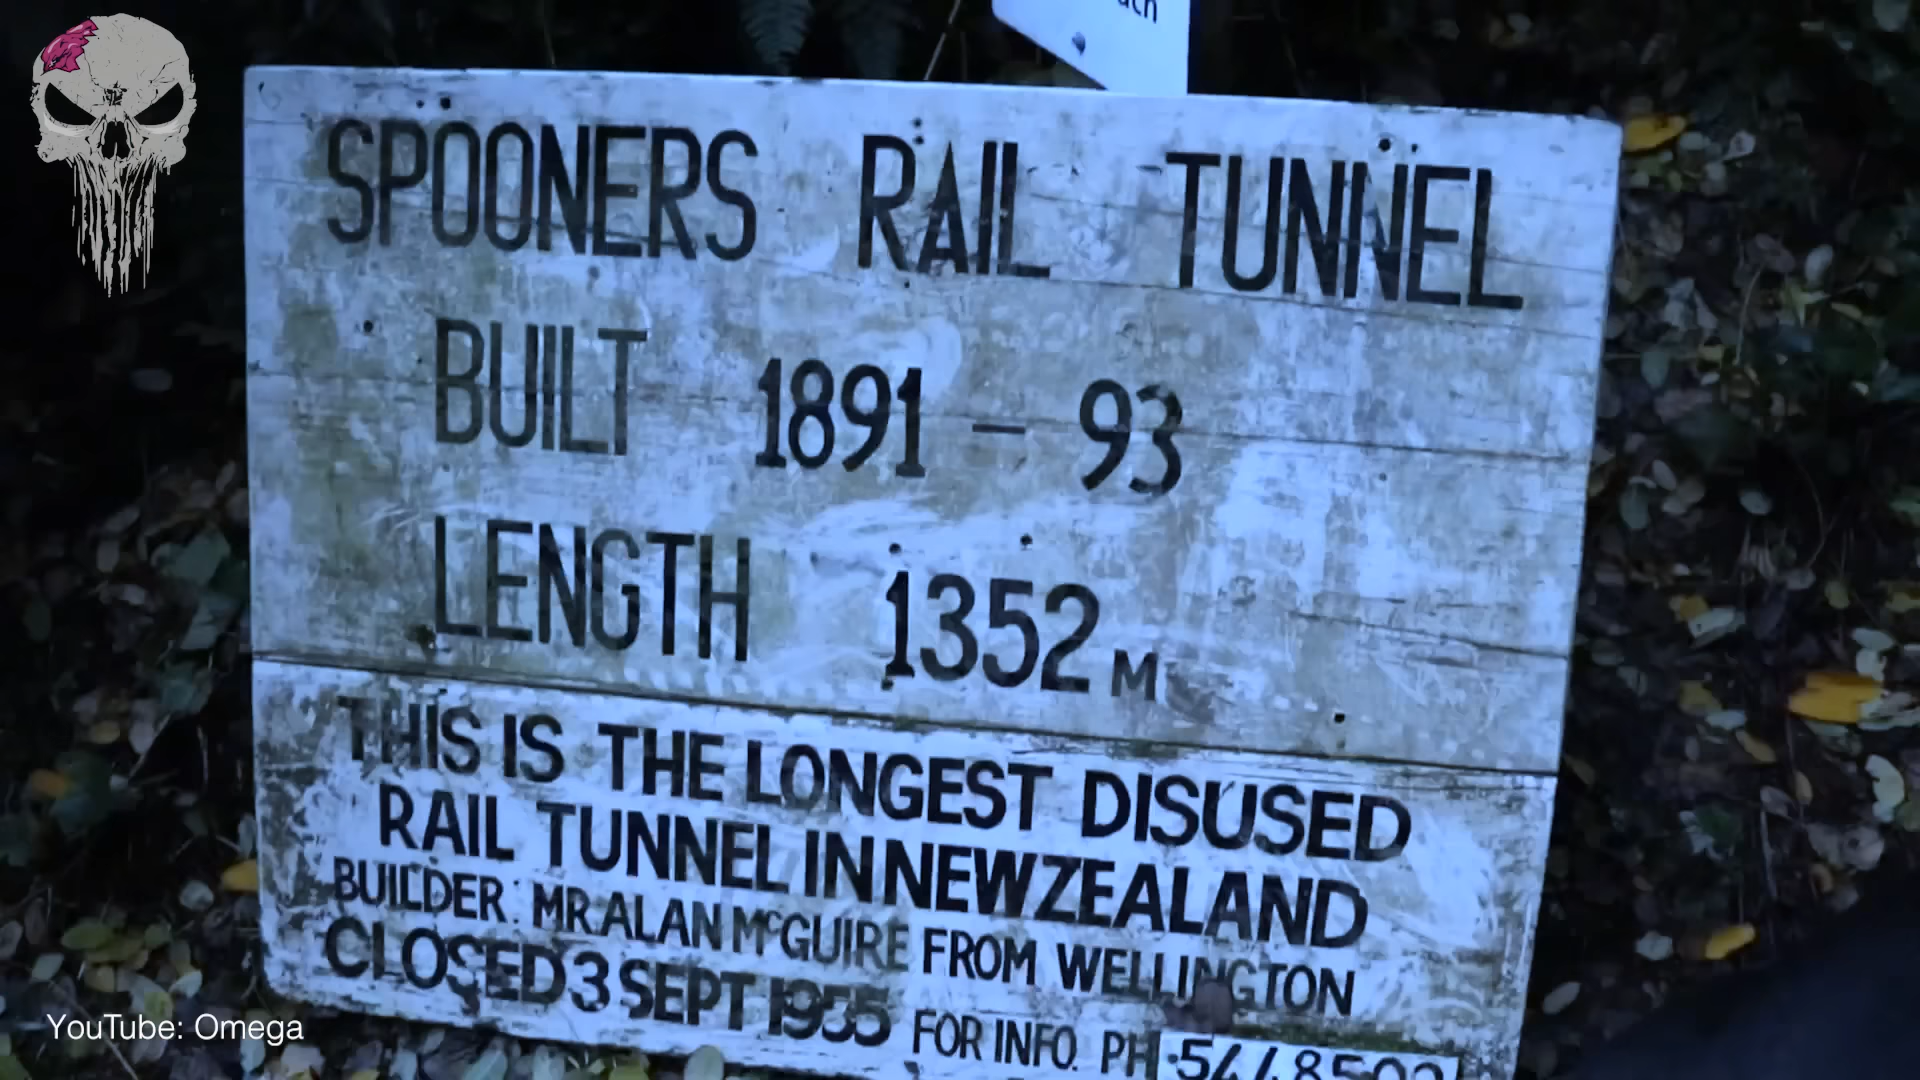 SPOONERS RAIL TUNNEL
BUILT 1891 - 93
LENGTH 1352 M
THIS IS THE LONGEST DISUSED
RAIL TUNNEL IN NEW ZEALAND
BUILDER: MR ALAN McGUIRE FROM WELLINGTON
CLOSED 3 SEPT 1955 FOR INFO. PH
YouTube: Omega